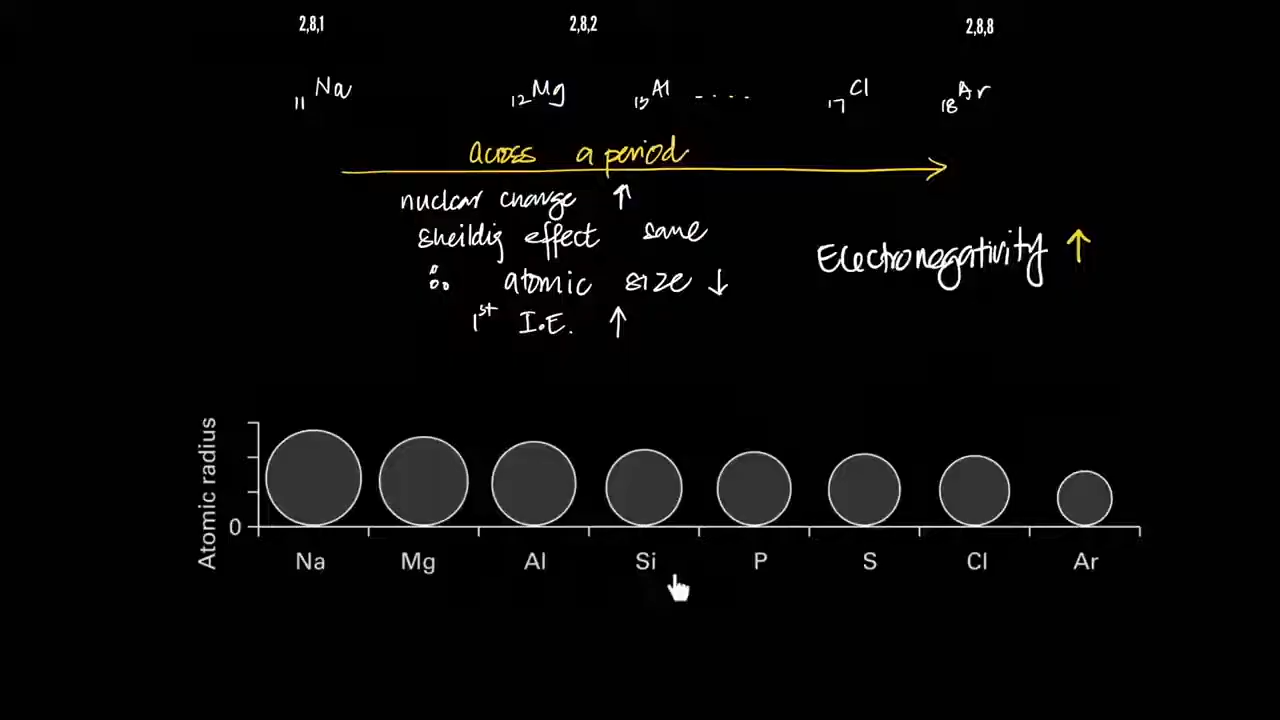 2,8,1 2,8,2 2,8,8
11 Na 12 Mg 13 Al ---- 17 Cl 18 Ar
across a period
nuclear change ↑
sheildig effect same
Electronegativity ↑
∴ atomic size ↓
1st I.E. ↑
Atomic radius
0
Na Mg Al Si P S Cl Ar